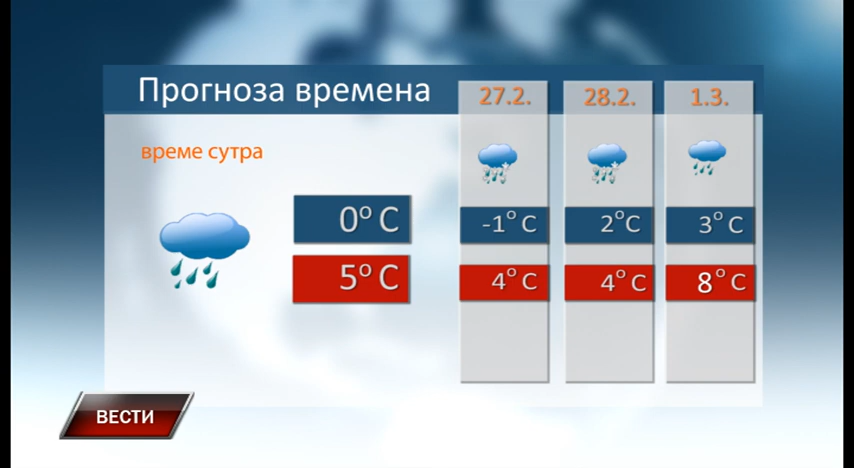 Прогноза времена
време сутра
0° C
5° C
27.2. 28.2. 1.3.
-1° C 2°C 3° C
4° C 4° C 8° C
ВЕСТИ